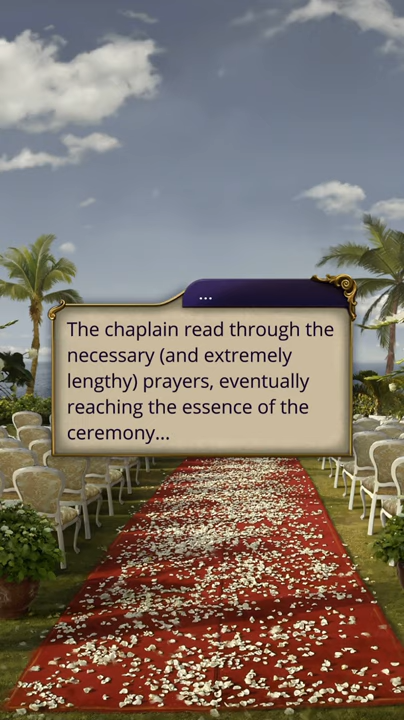 ...
The chaplain read through the
necessary (and extremely
lengthy) prayers, eventually
reaching the essence of the
ceremony...